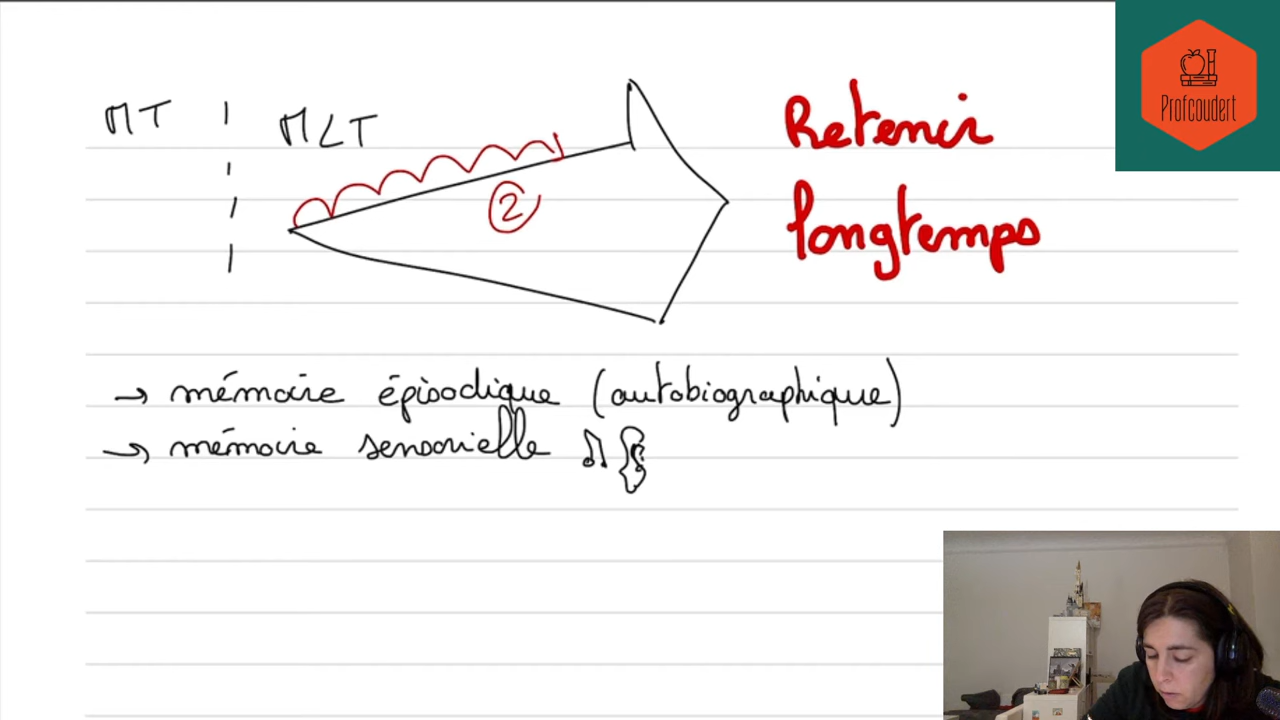 MT
MLT
Retenir
longtemps
2
→ mémoire épisodique (autobiographique)
→ mémoire sensorielle
Profcoudert